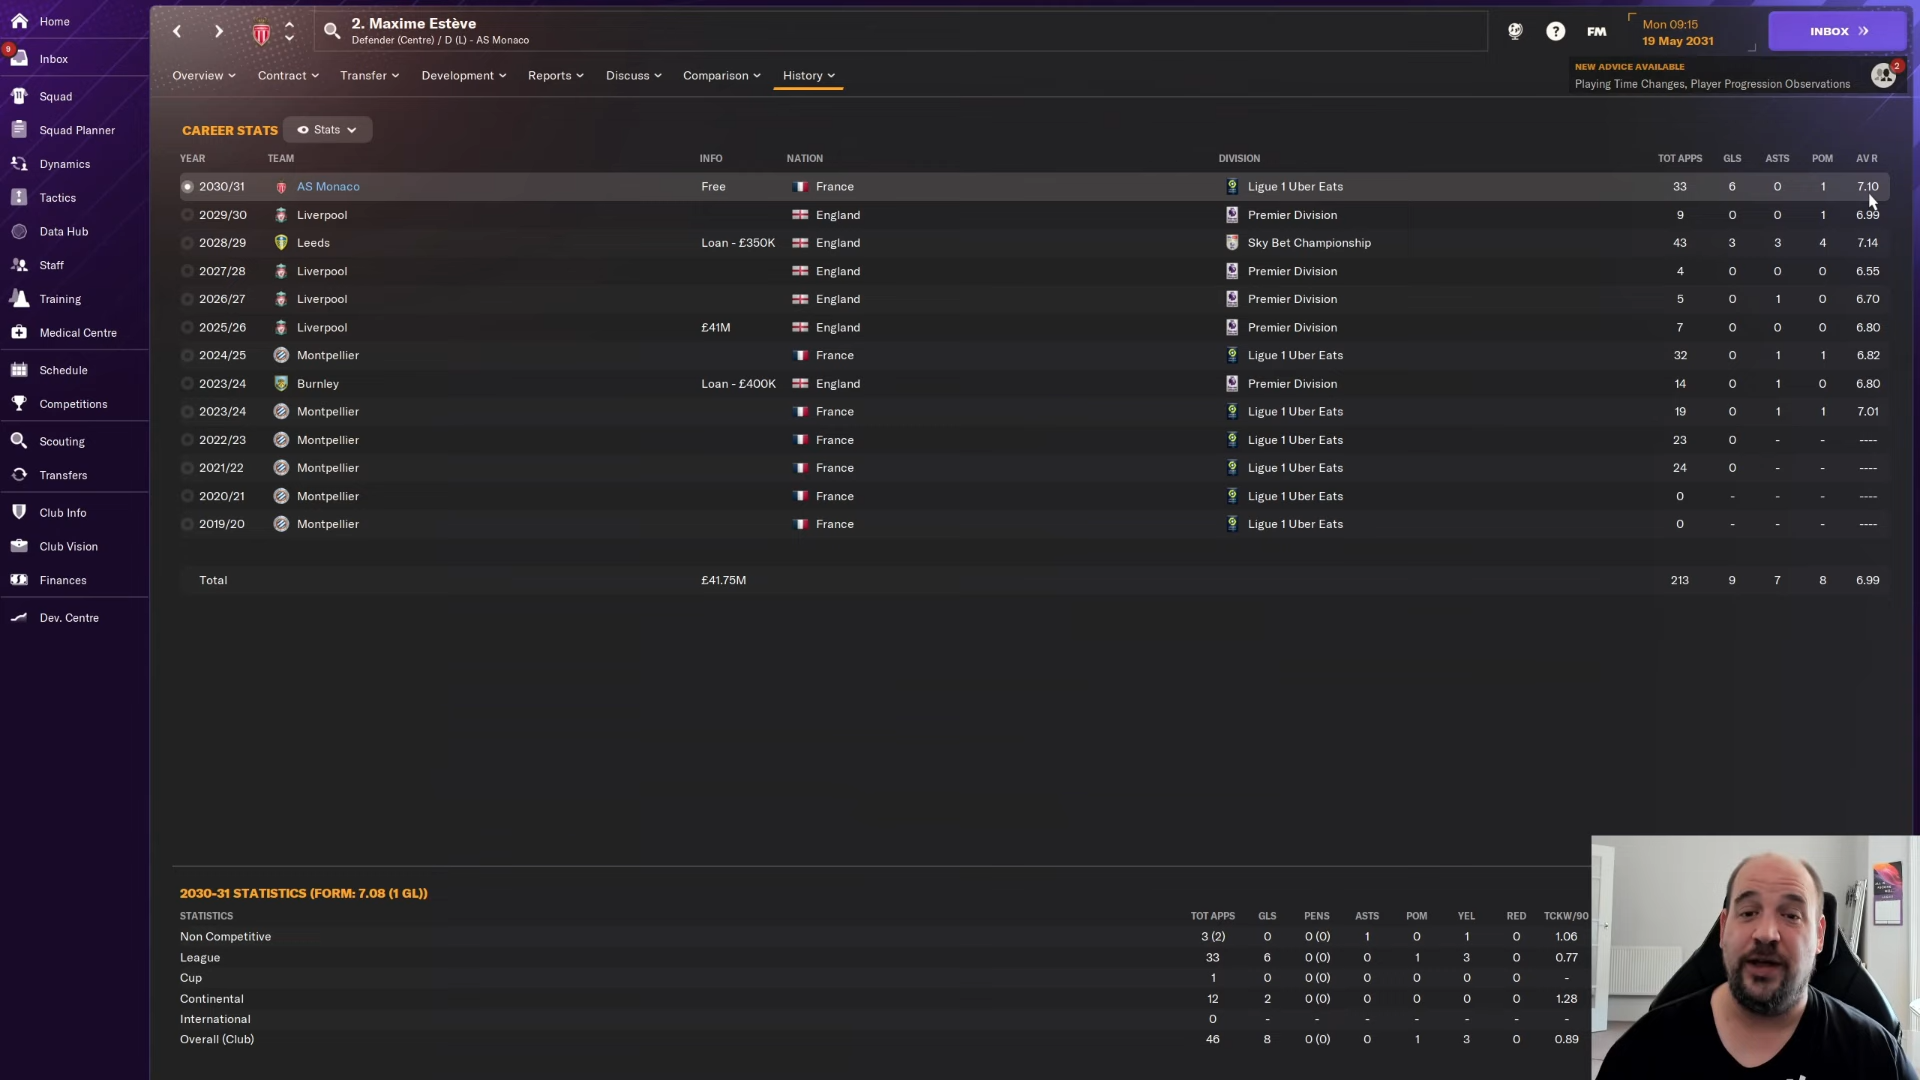 Home
9
Inbox
Squad
Squad Planner
Dynamics
Tactics
Data Hub
Staff
Training
Medical Centre
Schedule
Competitions
Scouting
Transfers
Club Info
Club Vision
Finances
Dev. Centre
2. Maxime Estève
Defender (Centre) / D (L) - AS Monaco
FM
Mon 09:15
19 May 2031
INBOX
Overview Contract Transfer Development Reports Discuss Comparison History
NEW ADVICE AVAILABLE
Playing Time Changes, Player Progression Observations
2
CAREER STATS Stats
YEAR TEAM INFO NATION DIVISION TOT APPS GLS ASTS POM AV R
2030/31 AS Monaco Free France Ligue 1 Uber Eats 33 6 0 1 7.10
2029/30 Liverpool England Premier Division 9 0 0 1 6.99
2028/29 Leeds Loan - £350K England Sky Bet Championship 43 3 3 4 7.14
2027/28 Liverpool England Premier Division 4 0 0 0 6.55
2026/27 Liverpool England Premier Division 5 0 1 0 6.70
2025/26 Liverpool £41M England Premier Division 7 0 0 0 6.80
2024/25 Montpellier France Ligue 1 Uber Eats 32 0 1 1 6.82
2023/24 Burnley Loan - £400K England Premier Division 14 0 1 0 6.80
2023/24 Montpellier France Ligue 1 Uber Eats 19 0 1 1 7.01
2022/23 Montpellier France Ligue 1 Uber Eats 23 0 - - ----
2021/22 Montpellier France Ligue 1 Uber Eats 24 0 - - ----
2020/21 Montpellier France Ligue 1 Uber Eats 0 - - - ----
2019/20 Montpellier France Ligue 1 Uber Eats 0 - - - ----
Total £41.75M 213 9 7 8 6.99
2030-31 STATISTICS (FORM: 7.08 (1 GL))
STATISTICS TOT APPS GLS PENS ASTS POM YEL RED TCKW/90
Non Competitive 3 (2) 0 0 (0) 1 0 1 0 1.06
League 33 6 0 (0) 0 1 3 0 0.77
Cup 1 0 0 (0) 0 0 0 0 -
Continental 12 2 0 (0) 0 0 0 0 1.28
International 0 - - - - - - -
Overall (Club) 46 8 0 (0) 0 1 3 0 0.89